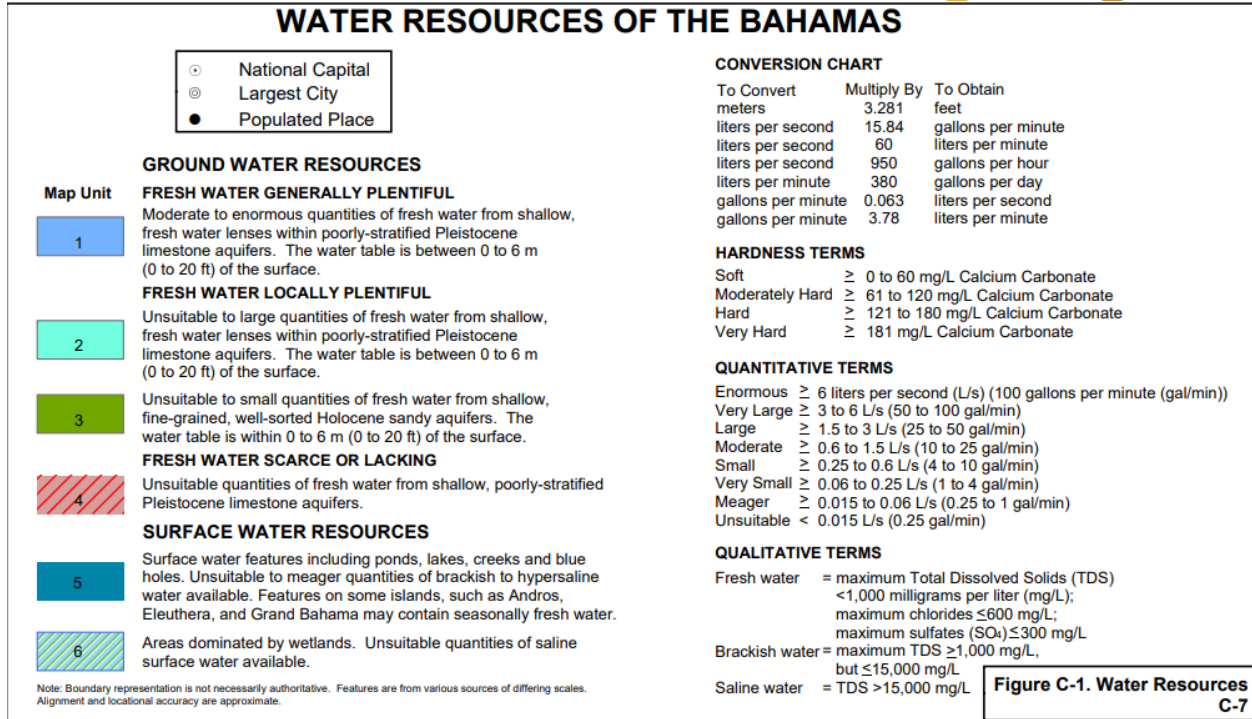 WATER RESOURCES OF THE BAHAMAS
National Capital
Largest City
Populated Place
GROUND WATER RESOURCES
Map Unit
FRESH WATER GENERALLY PLENTIFUL
1
Moderate to enormous quantities of fresh water from shallow,
fresh water lenses within poorly-stratified Pleistocene
limestone aquifers. The water table is between 0 to 6 m
(0 to 20 ft) of the surface.
FRESH WATER LOCALLY PLENTIFUL
2
Unsuitable to large quantities of fresh water from shallow,
fresh water lenses within poorly-stratified Pleistocene
limestone aquifers. The water table is between 0 to 6 m
(0 to 20 ft) of the surface.
3
Unsuitable to small quantities of fresh water from shallow,
fine-grained, well-sorted Holocene sandy aquifers. The
water table is within 0 to 6 m (0 to 20 ft) of the surface.
FRESH WATER SCARCE OR LACKING
4
Unsuitable quantities of fresh water from shallow, poorly-stratified
Pleistocene limestone aquifers.
SURFACE WATER RESOURCES
5
Surface water features including ponds, lakes, creeks and blue
holes. Unsuitable to meager quantities of brackish to hypersaline
water available. Features on some islands, such as Andros,
Eleuthera, and Grand Bahama may contain seasonally fresh water.
6
Areas dominated by wetlands. Unsuitable quantities of saline
surface water available.
Note: Boundary representation is not necessarily authoritative. Features are from various sources of differing scales.
Alignment and locational accuracy are approximate.
CONVERSION CHART
To Convert Multiply By To Obtain
meters 3.281 feet
liters per second 15.84 gallons per minute
liters per second 60 liters per minute
liters per second 950 gallons per hour
liters per minute 380 gallons per day
gallons per minute 0.063 liters per second
gallons per minute 3.78 liters per minute
HARDNESS TERMS
Soft ≥ 0 to 60 mg/L Calcium Carbonate
Moderately Hard ≥ 61 to 120 mg/L Calcium Carbonate
Hard ≥ 121 to 180 mg/L Calcium Carbonate
Very Hard ≥ 181 mg/L Calcium Carbonate
QUANTITATIVE TERMS
Enormous ≥ 6 liters per second (L/s) (100 gallons per minute (gal/min))
Very Large ≥ 3 to 6 L/s (50 to 100 gal/min)
Large ≥ 1.5 to 3 L/s (25 to 50 gal/min)
Moderate ≥ 0.6 to 1.5 L/s (10 to 25 gal/min)
Small ≥ 0.25 to 0.6 L/s (4 to 10 gal/min)
Very Small ≥ 0.06 to 0.25 L/s (1 to 4 gal/min)
Meager ≥ 0.015 to 0.06 L/s (0.25 to 1 gal/min)
Unsuitable < 0.015 L/s (0.25 gal/min)
QUALITATIVE TERMS
Fresh water = maximum Total Dissolved Solids (TDS)
<1,000 milligrams per liter (mg/L);
maximum chlorides ≤600 mg/L;
maximum sulfates (SO₄) ≤300 mg/L
Brackish water = maximum TDS ≥1,000 mg/L,
but ≤15,000 mg/L
Saline water = TDS >15,000 mg/L
Figure C-1. Water Resources
C-7